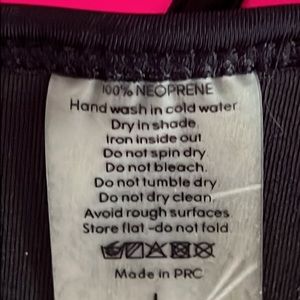 100% NEOPRENE
Hand wash in cold water.
Dry in shade.
Iron inside out.
Do not spin dry.
Do not bleach.
Do not tumble dry
Do not dry clean.
Avoid rough surfaces
Store flat -do not fold.
Made in PRC